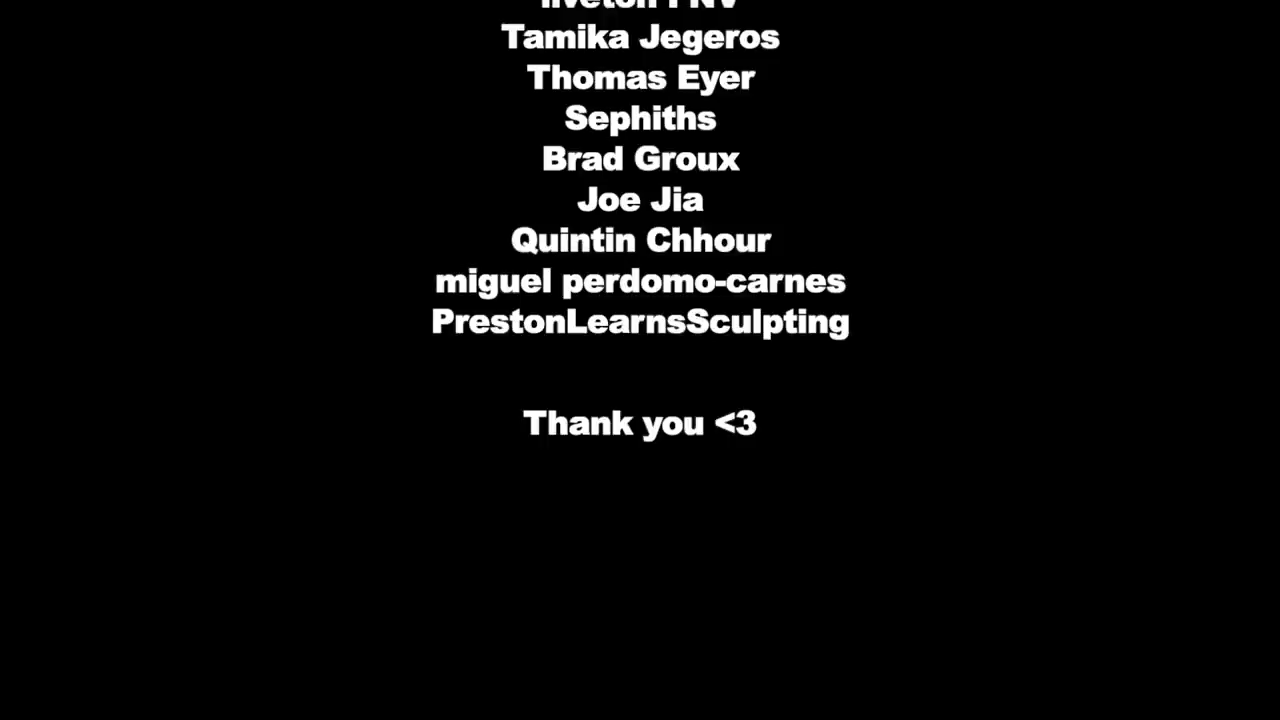 Tamika Jegeros
Thomas Eyer
Sephiths
Brad Groux
Joe Jia
Quintin Chhour
miguel perdomo-carnes
PrestonLearnsSculpting
Thank you <3